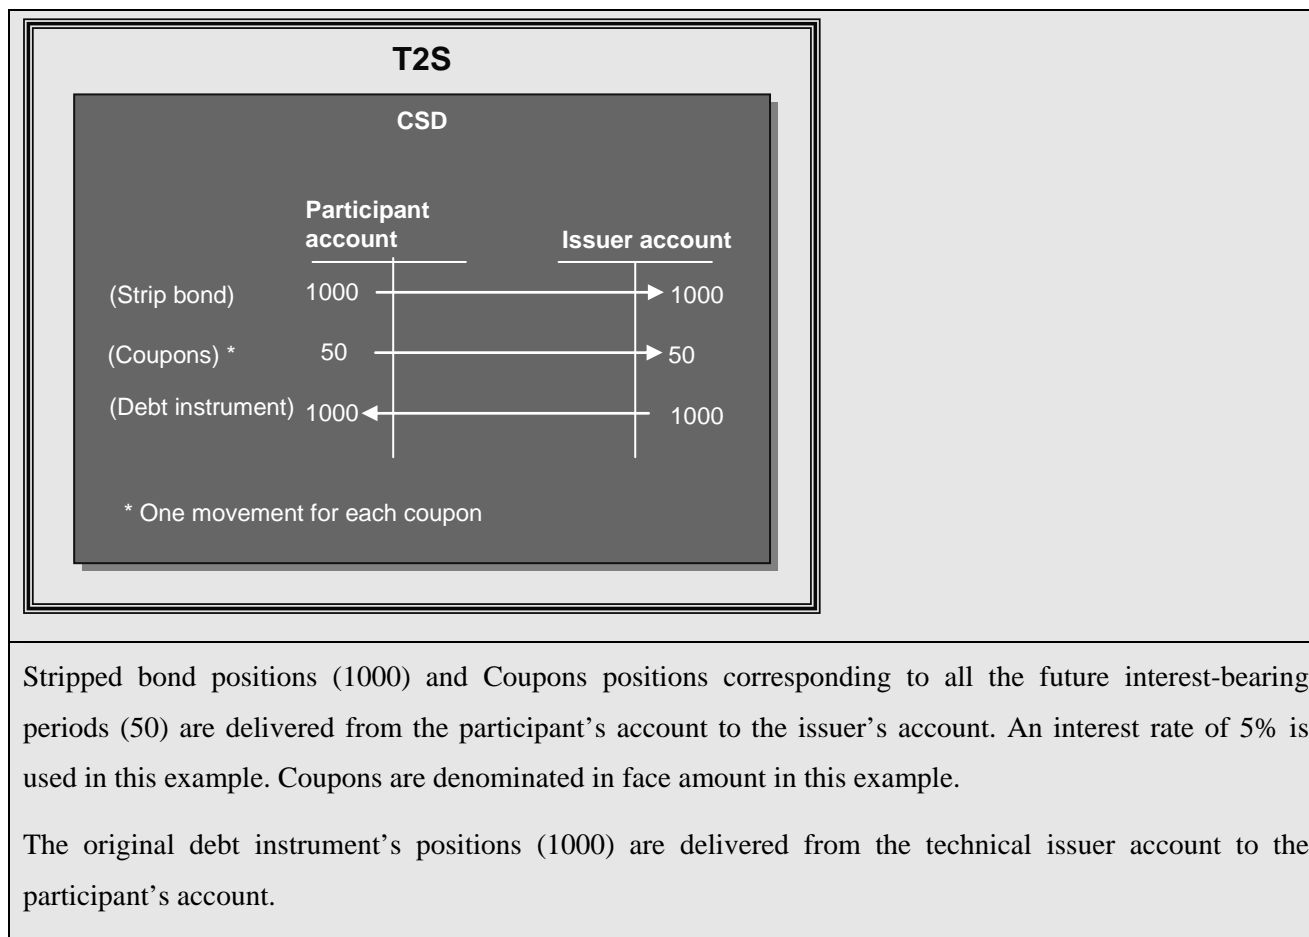 T2S
CSD
Participant
account
Issuer account
(Strip bond) 1000 1000
(Coupons) * 50 50
(Debt instrument) 1000 1000
* One movement for each coupon
Stripped bond positions (1000) and Coupons positions corresponding to all the future interest-bearing
periods (50) are delivered from the participant’s account to the issuer’s account. An interest rate of 5% is
used in this example. Coupons are denominated in face amount in this example.
The original debt instrument’s positions (1000) are delivered from the technical issuer account to the
participant’s account.